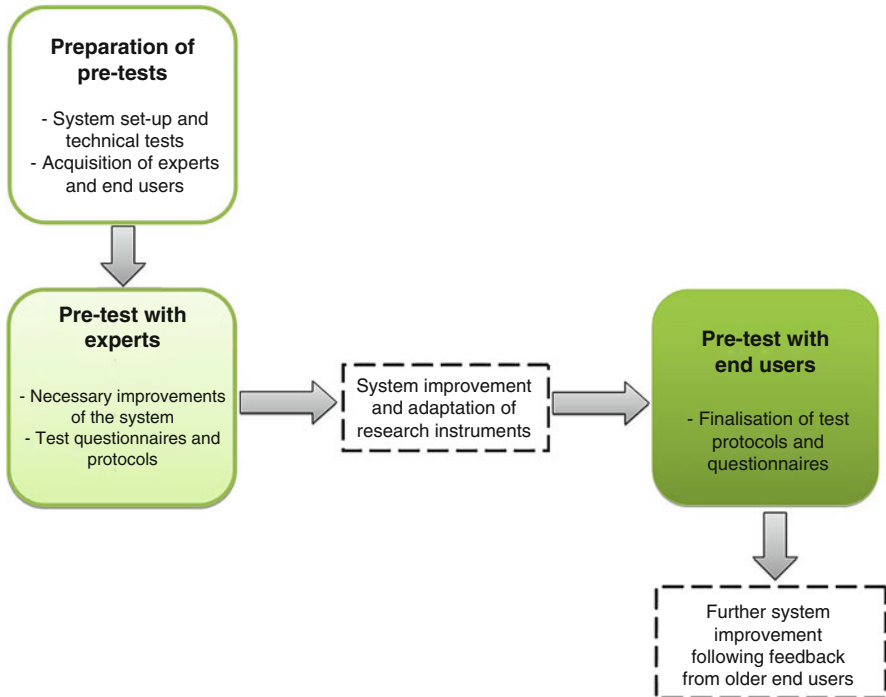 Preparation of
pre-tests
- System set-up and
technical tests
- Acquisition of experts
and end users
Pre-test with
experts
- Necessary improvements
of the system
- Test questionnaires and
protocols
System improvement
and adaptation of
research instruments
Pre-test with
end users
- Finalisation of test
protocols and
questionnaires
Further system
improvement
following feedback
from older end users